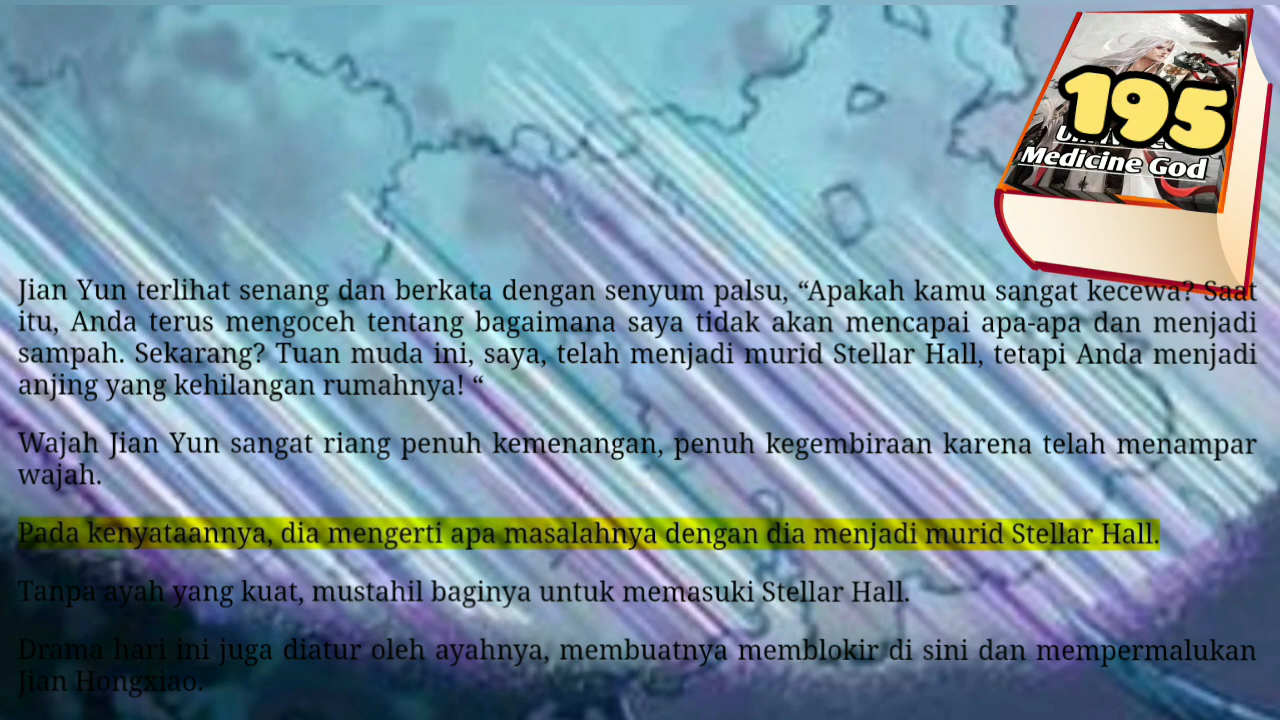 195
Medicine God
Jian Yun terlihat senang dan berkata dengan senyum palsu, “Apakah kamu sangat kecewa? Saat
itu, Anda terus mengoceh tentang bagaimana saya tidak akan mencapai apa-apa dan menjadi
sampah. Sekarang? Tuan muda ini, saya, telah menjadi murid Stellar Hall, tetapi Anda menjadi
anjing yang kehilangan rumahnya! “
Wajah Jian Yun sangat riang penuh kemenangan, penuh kegembiraan karena telah menampar
wajah.
Pada kenyataannya, dia mengerti apa masalahnya dengan dia menjadi murid Stellar Hall.
Tanpa ayah yang kuat, mustahil baginya untuk memasuki Stellar Hall.
Drama hari ini juga diatur oleh ayahnya, membuatnya memblokir di sini dan mempermalukan
Jian Hongxiao.